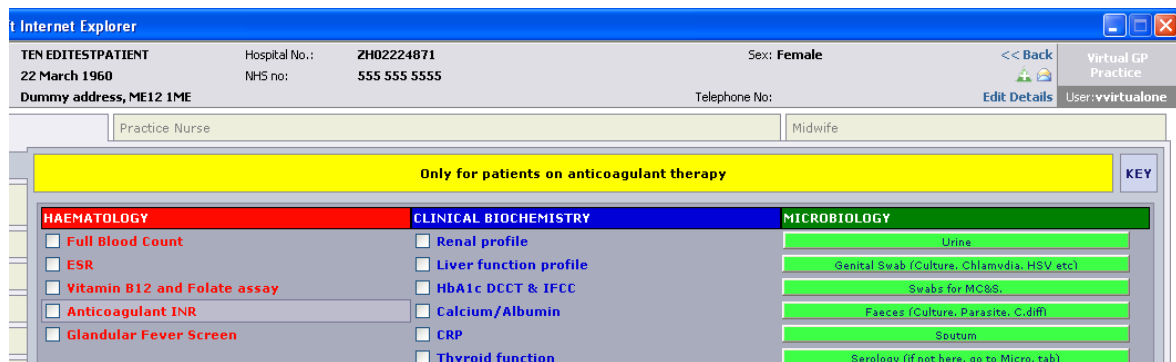 t Internet Explorer
TEN EDITESTPATIENT Hospital No.: ZH02224871 Sex: Female << Back Virtual GP
22 March 1960 NHS no: 555 555 5555 Practice
Dummy address, ME12 1ME Telephone No: Edit Details User:vvirtualone
Practice Nurse Midwife
Only for patients on anticoagulant therapy KEY
HAEMATOLOGY CLINICAL BIOCHEMISTRY MICROBIOLOGY
Full Blood Count Renal profile Urine
ESR Liver function profile Genital Swab (Culture, Chlamydia, HSV etc)
Vitamin B12 and Folate assay HbA1c DCCT & IFCC Swabs for MC&S.
Anticoagulant INR Calcium/Albumin Faeces (Culture, Parasite, C.diff)
Glandular Fever Screen CRP Sputum
Thyroid function Serology (if not here, go to Micro. tab)